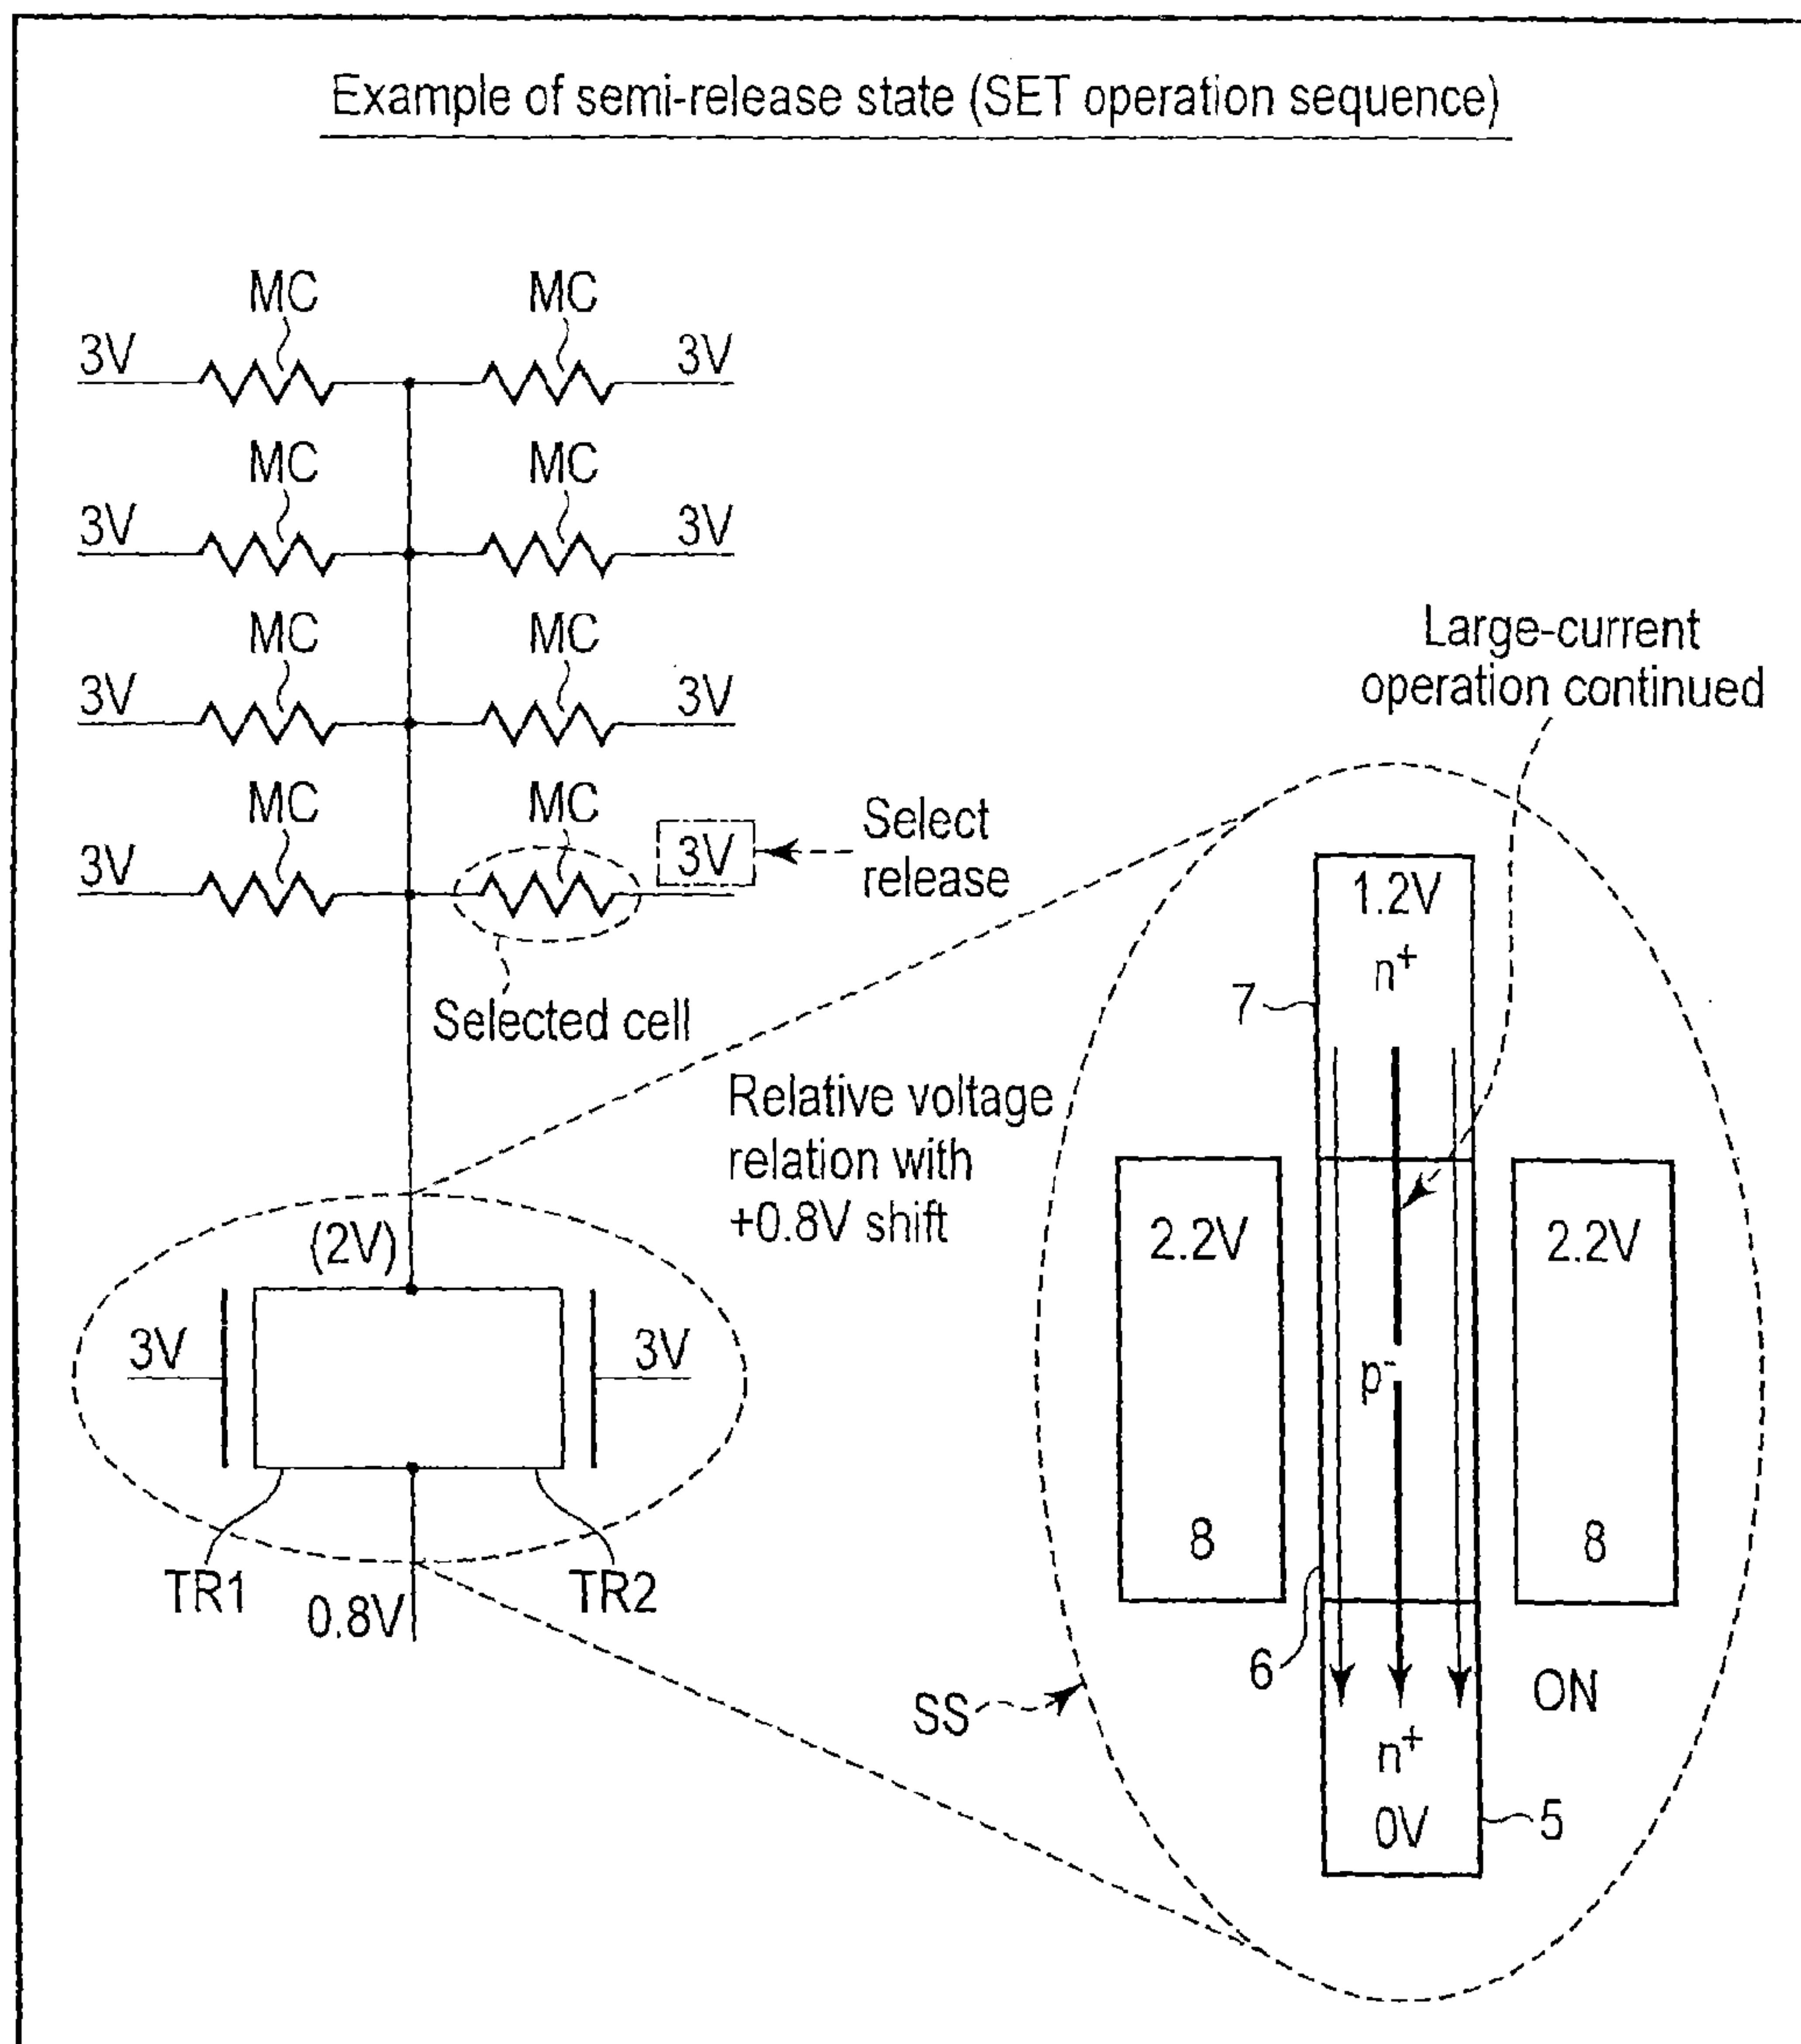 Example of semi-release state (SET operation sequence)
MC MC
3V 3V
MC MC
3V 3V
MC MC
3V 3V
MC MC
3V 3V
Select
release
Selected cell
Large-current
operation continued
Relative voltage
relation with
+0.8V shift
(2V)
3V 3V
TR1 TR2
0.8V
1.2V
n+
7
2.2V 2.2V
p-
8 8
6
SS
ON
n+
0V
5